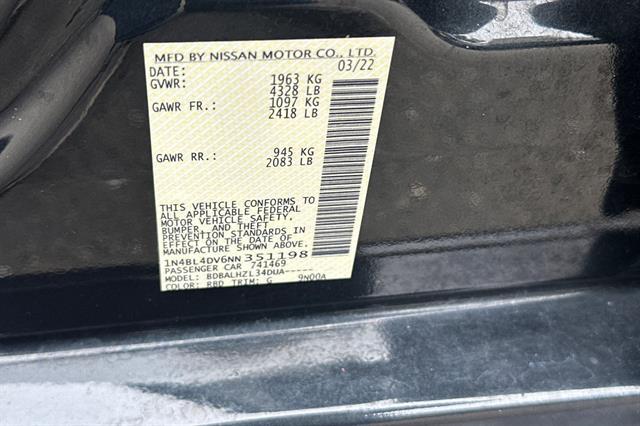 MFD BY NISSAN MOTOR CO., LTD.
DATE: 03/22
GVWR: 1963 KG
4328 LB
GAWR FR: 1097 KG
2418 LB
GAWR RR: 945 KG
2083 LB
THIS VEHICLE CONFORMS TO
ALL APPLICABLE FEDERAL
MOTOR VEHICLE SAFETY,
BUMPER, AND THEFT
PREVENTION STANDARDS IN
EFFECT ON THE DATE OF
MANUFACTURE SHOWN ABOVE.
1N4BL4DV6NN351198
PASSENGER CAR 741469
MODEL: BDBALHZL34DUA-----
COLOR: RBD TRIM: G 9N00A